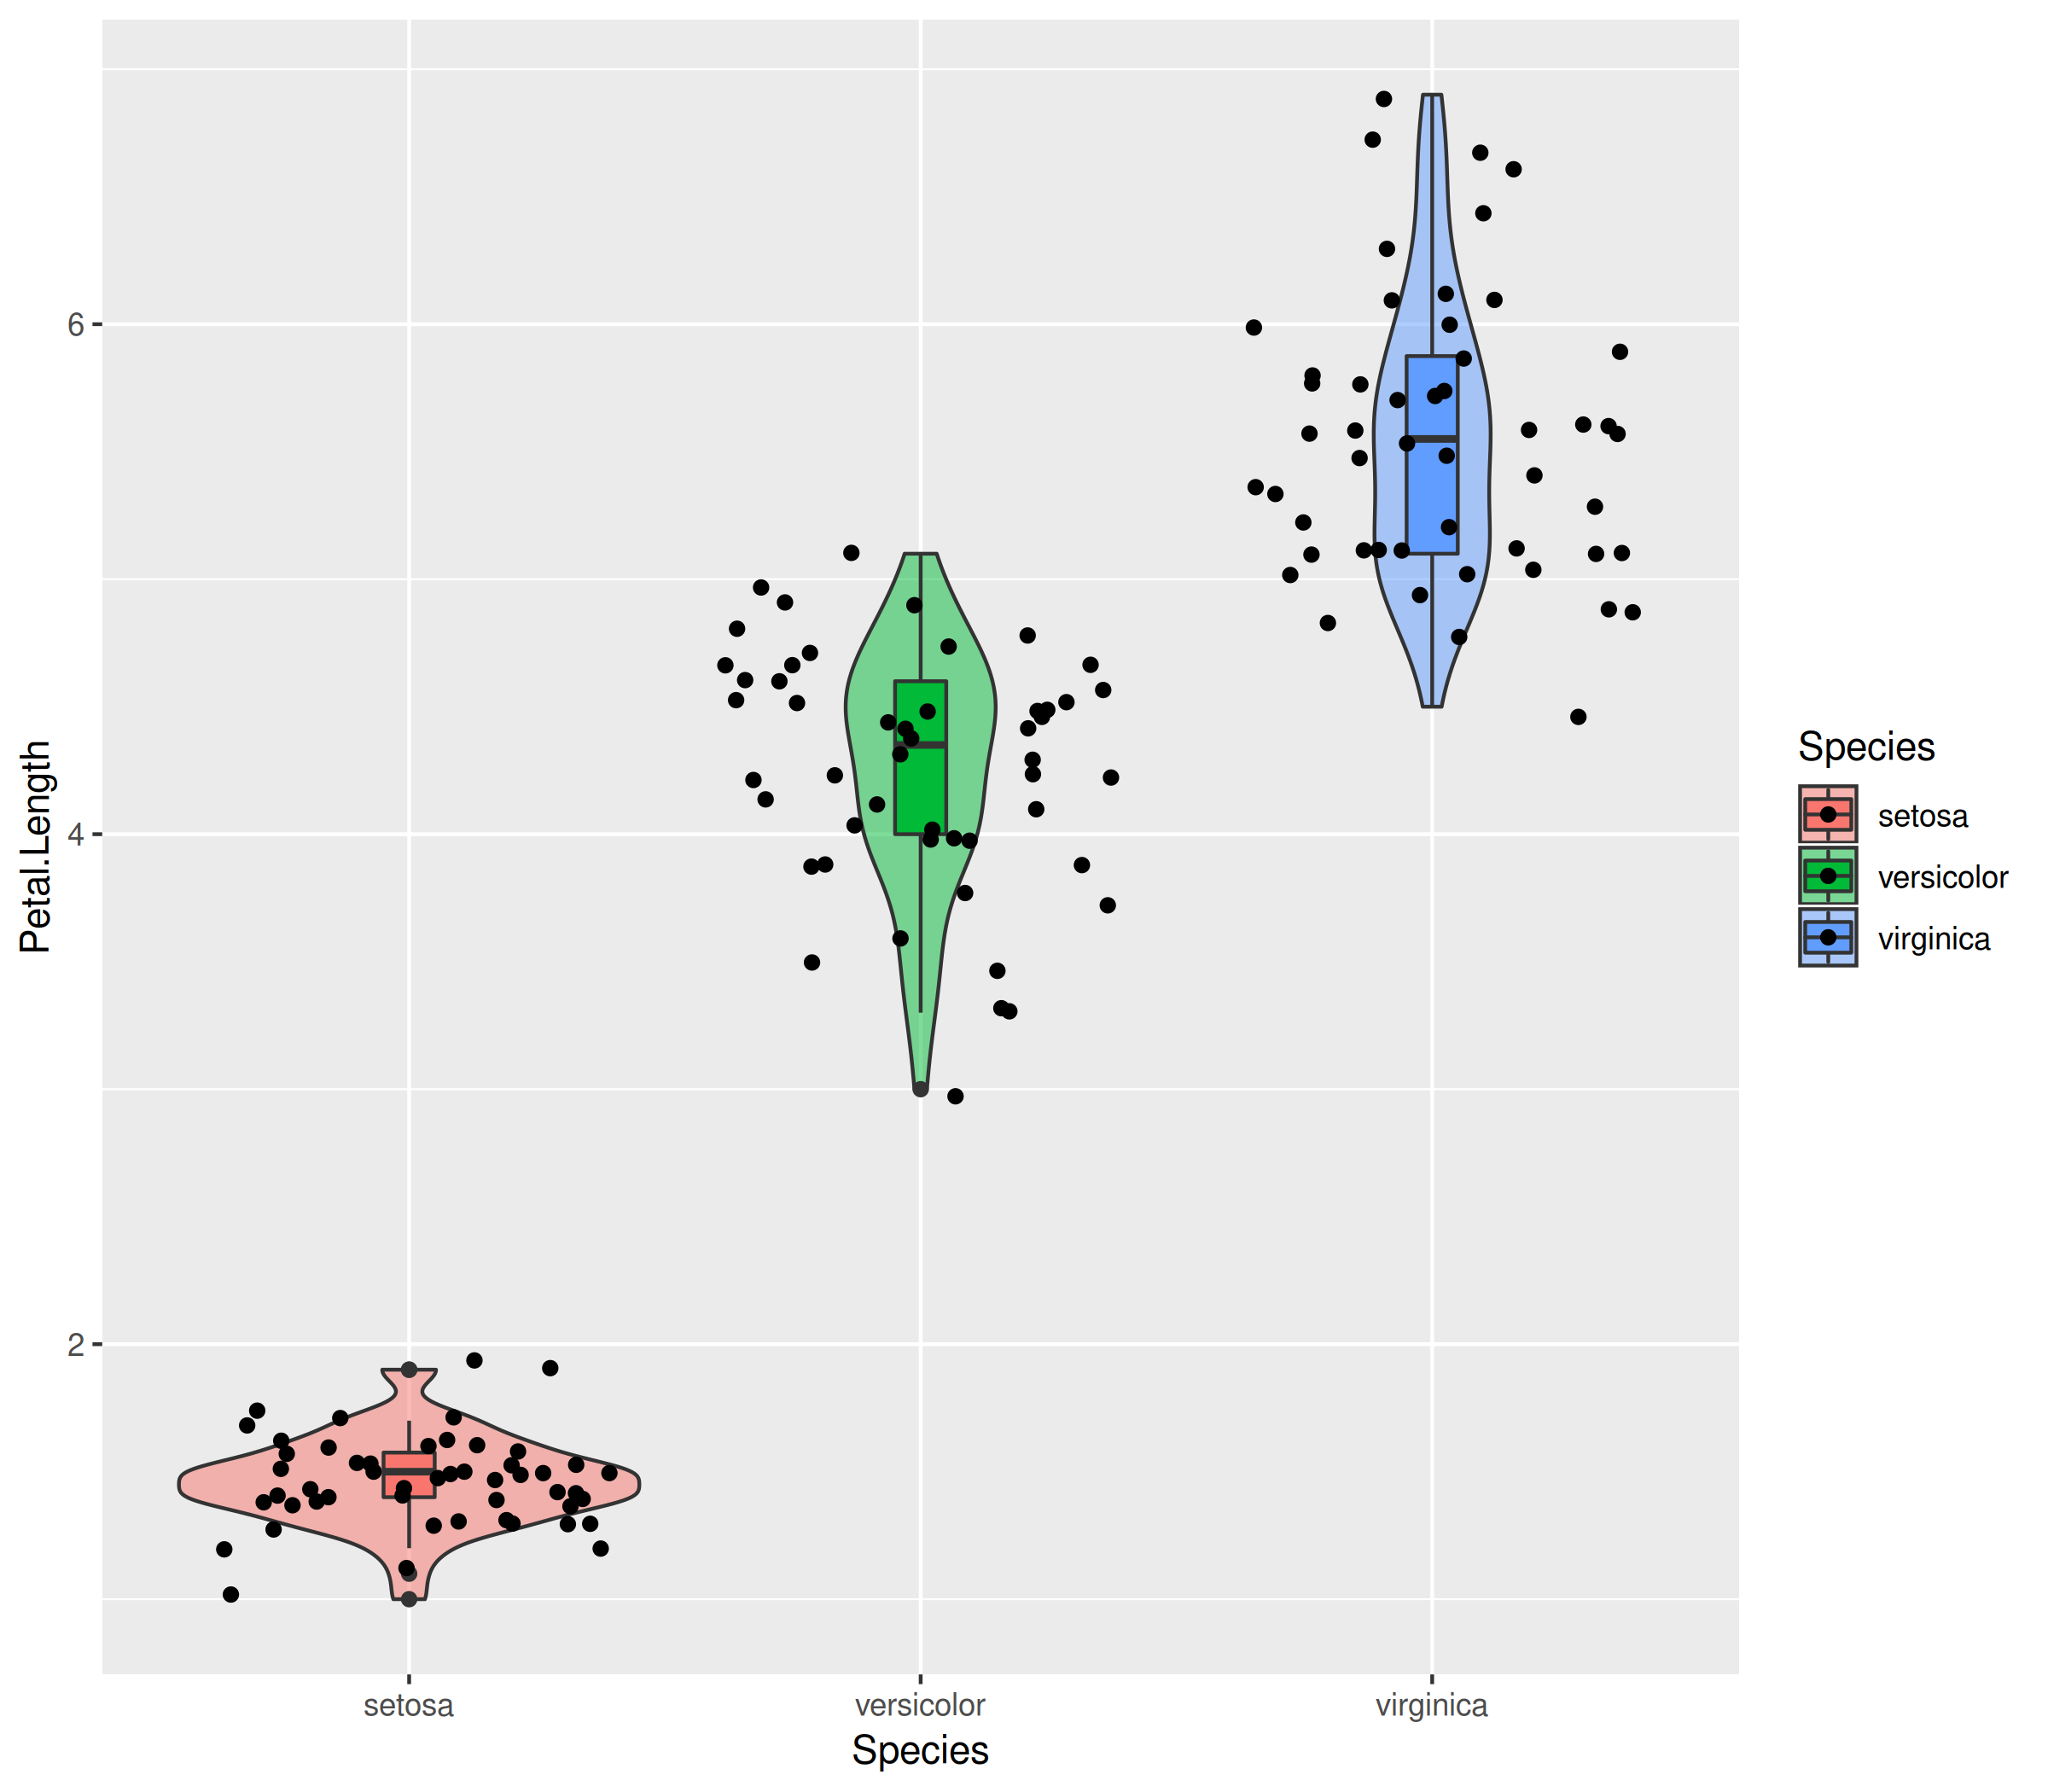 Petal.Length
6
4
2
setosa
versicolor
virginica
Species
Species
setosa
versicolor
virginica